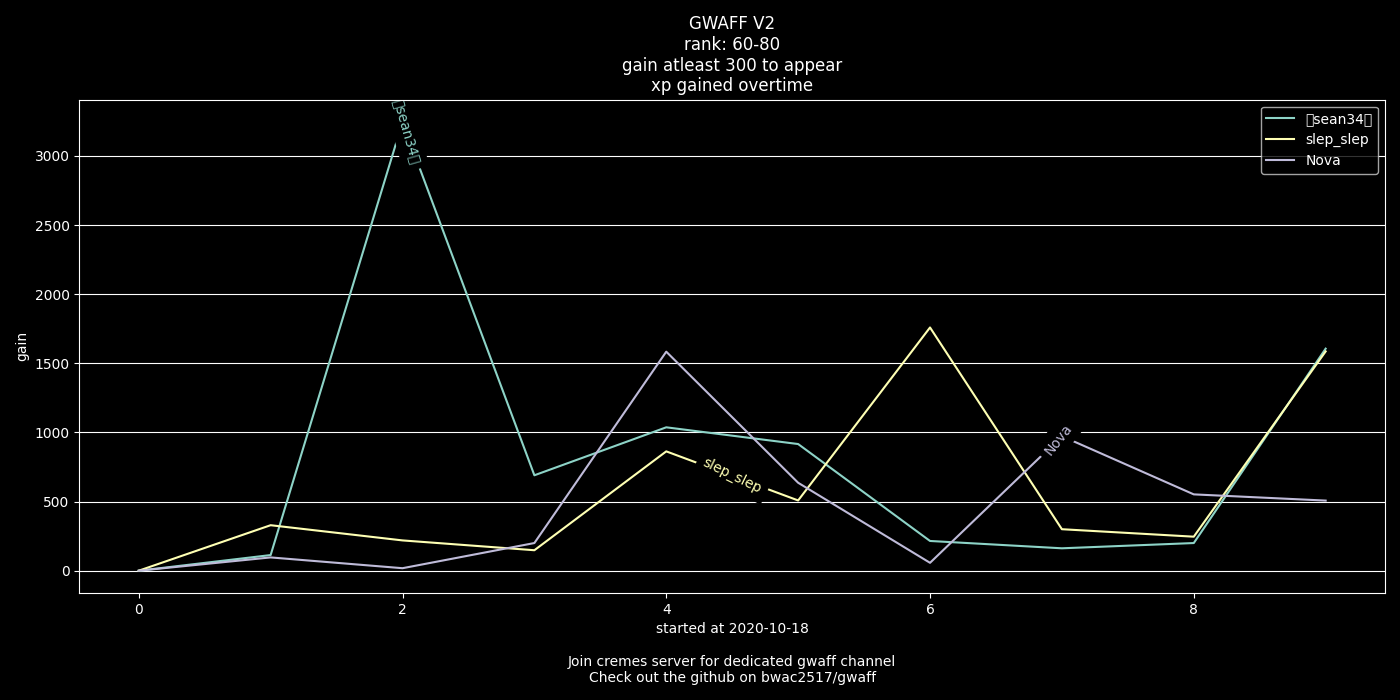 GWAFF V2
rank: 60-80
gain atleast 300 to appear
xp gained overtime
sean34
sean34
slep_slep
Nova
3000
2500
2000
1500
1000
500
0
gain
slep_slep
Nova
0 2 4 6 8
started at 2020-10-18
Join cremes server for dedicated gwaff channel
Check out the github on bwac2517/gwaff